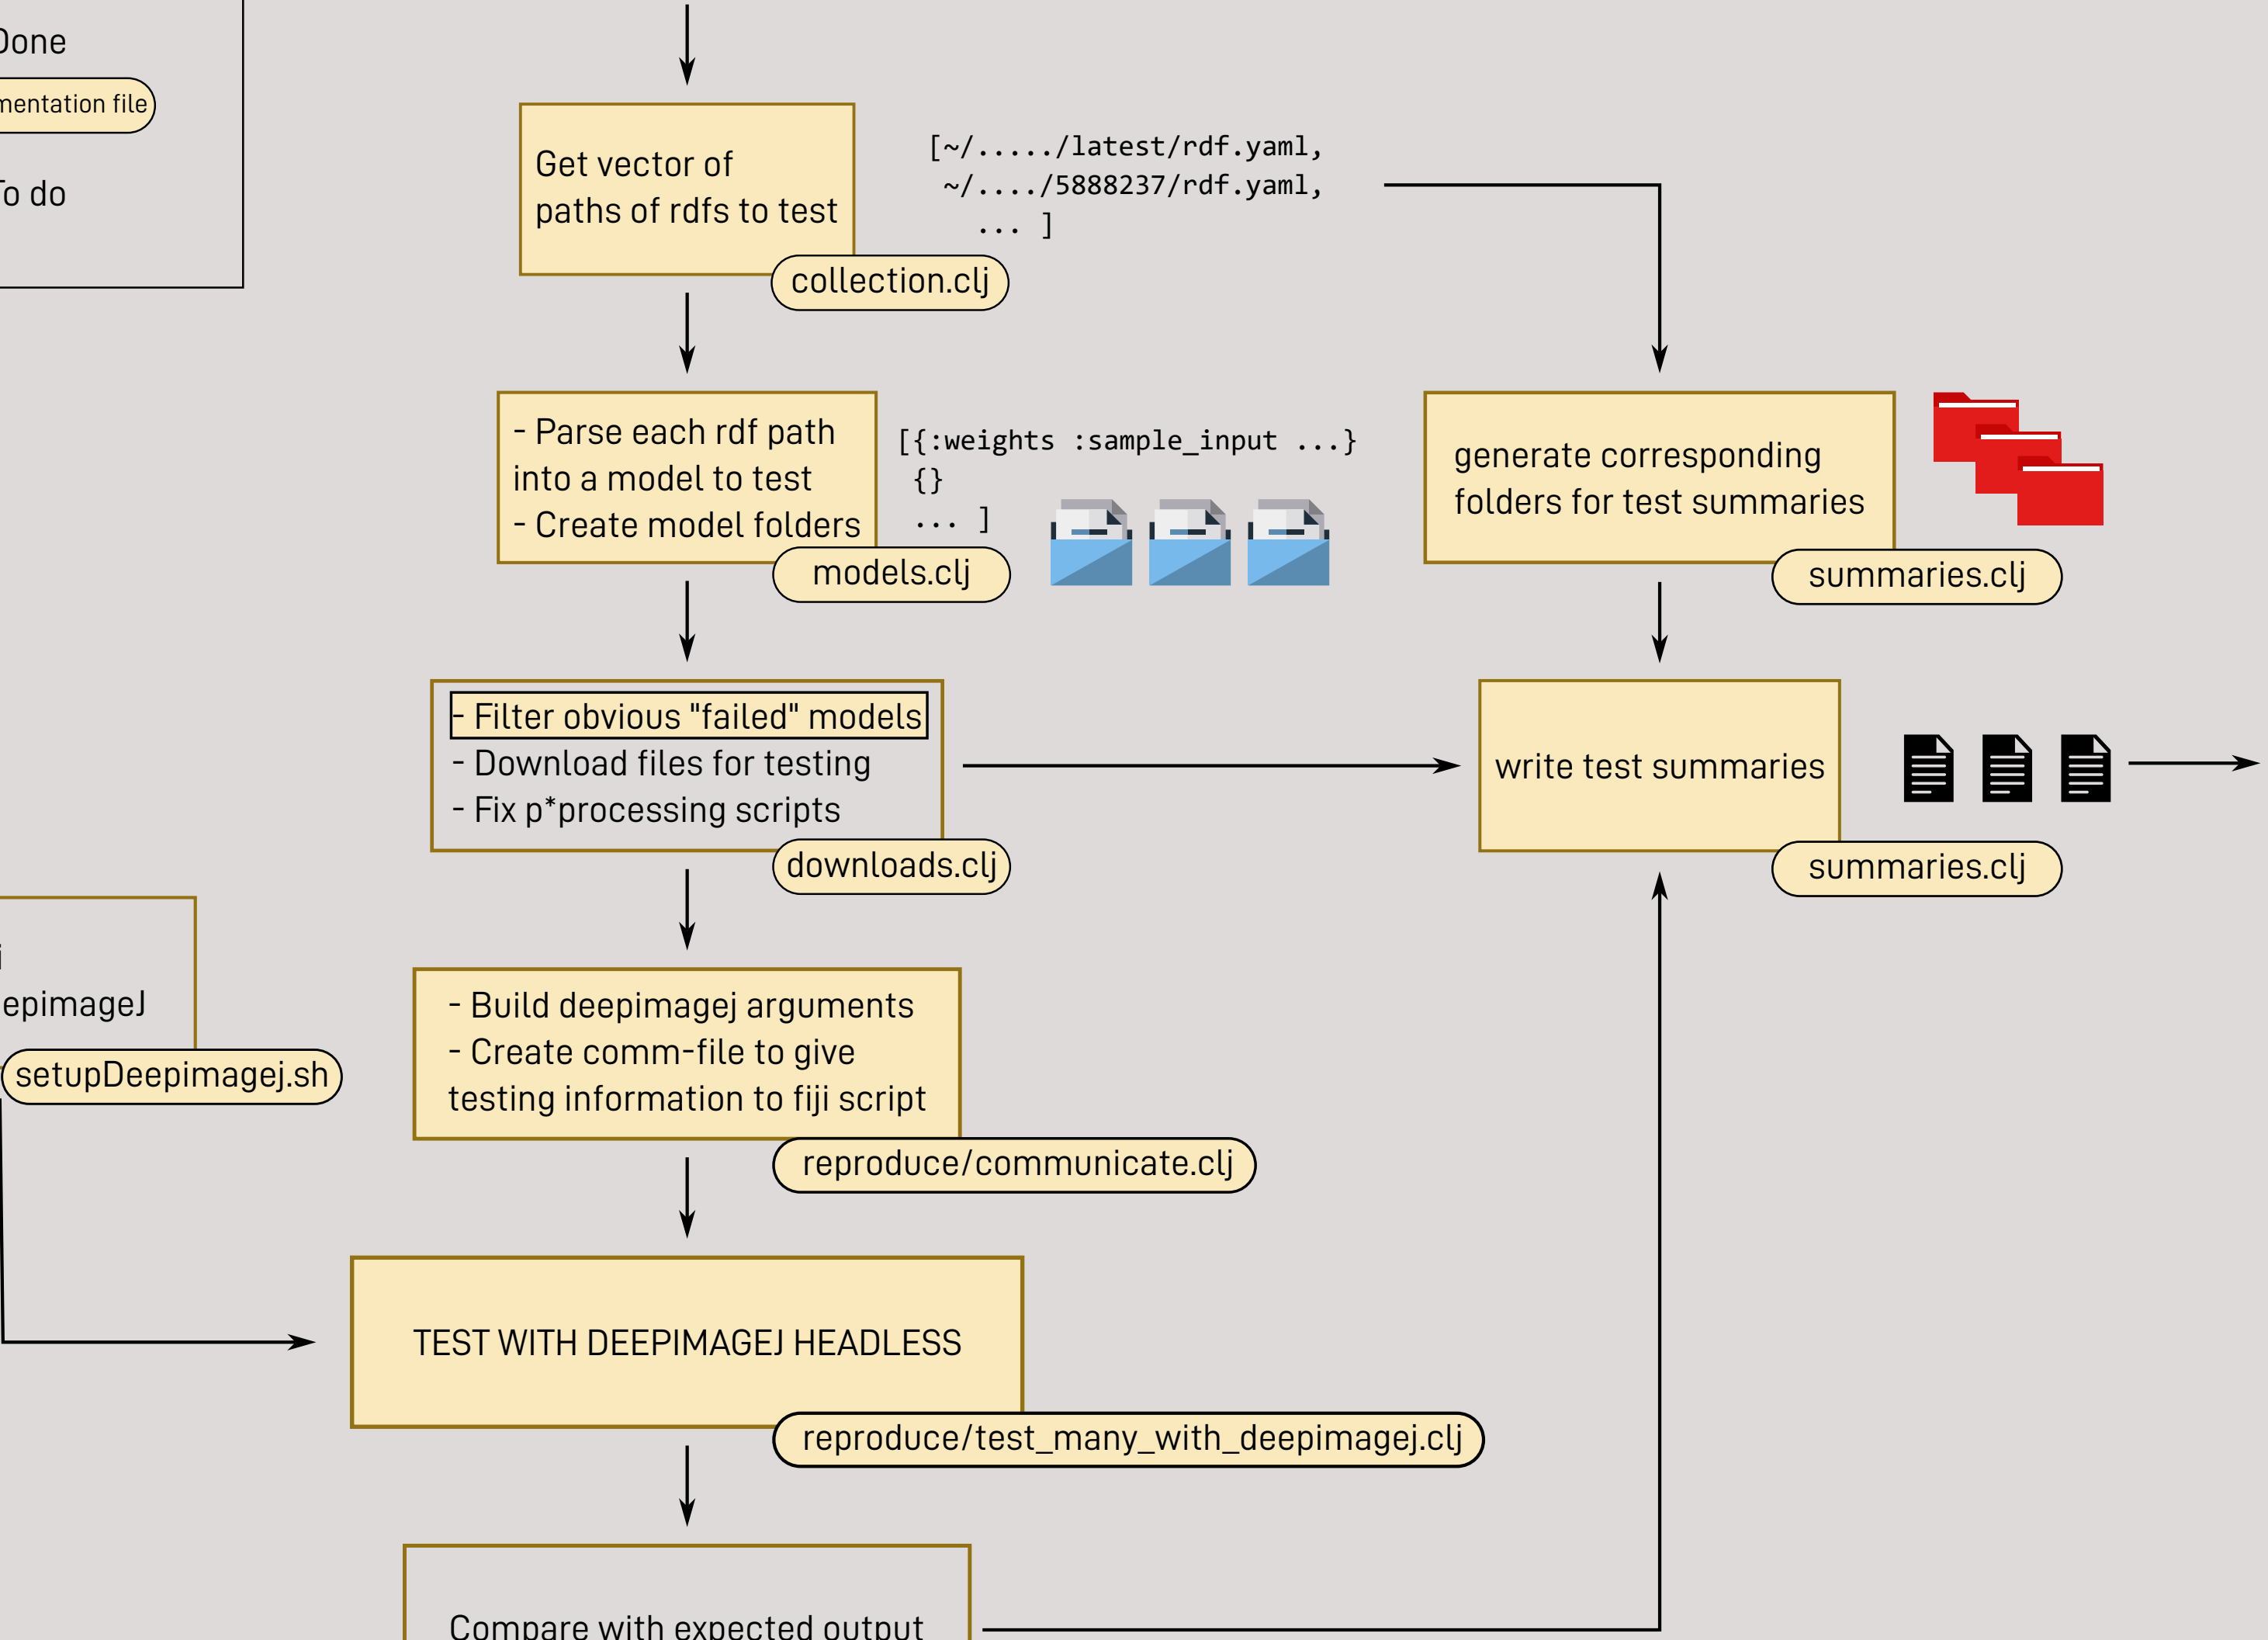 Done
mentation file
To do
Get vector of
paths of rdfs to test
collection.clj
[~/...../latest/rdf.yaml,
~/..../5888237/rdf.yaml,
... ]
- Parse each rdf path
into a model to test
- Create model folders
models.clj
[{:weights :sample_input ...}
{}
... ]
generate corresponding
folders for test summaries
summaries.clj
- Filter obvious "failed" models
- Download files for testing
- Fix p*processing scripts
downloads.clj
write test summaries
summaries.clj
i
epimageJ
setupDeepimagej.sh
- Build deepimagej arguments
- Create comm-file to give
testing information to fiji script
reproduce/communicate.clj
TEST WITH DEEPIMAGEJ HEADLESS
reproduce/test_many_with_deepimagej.clj
Compare with expected output